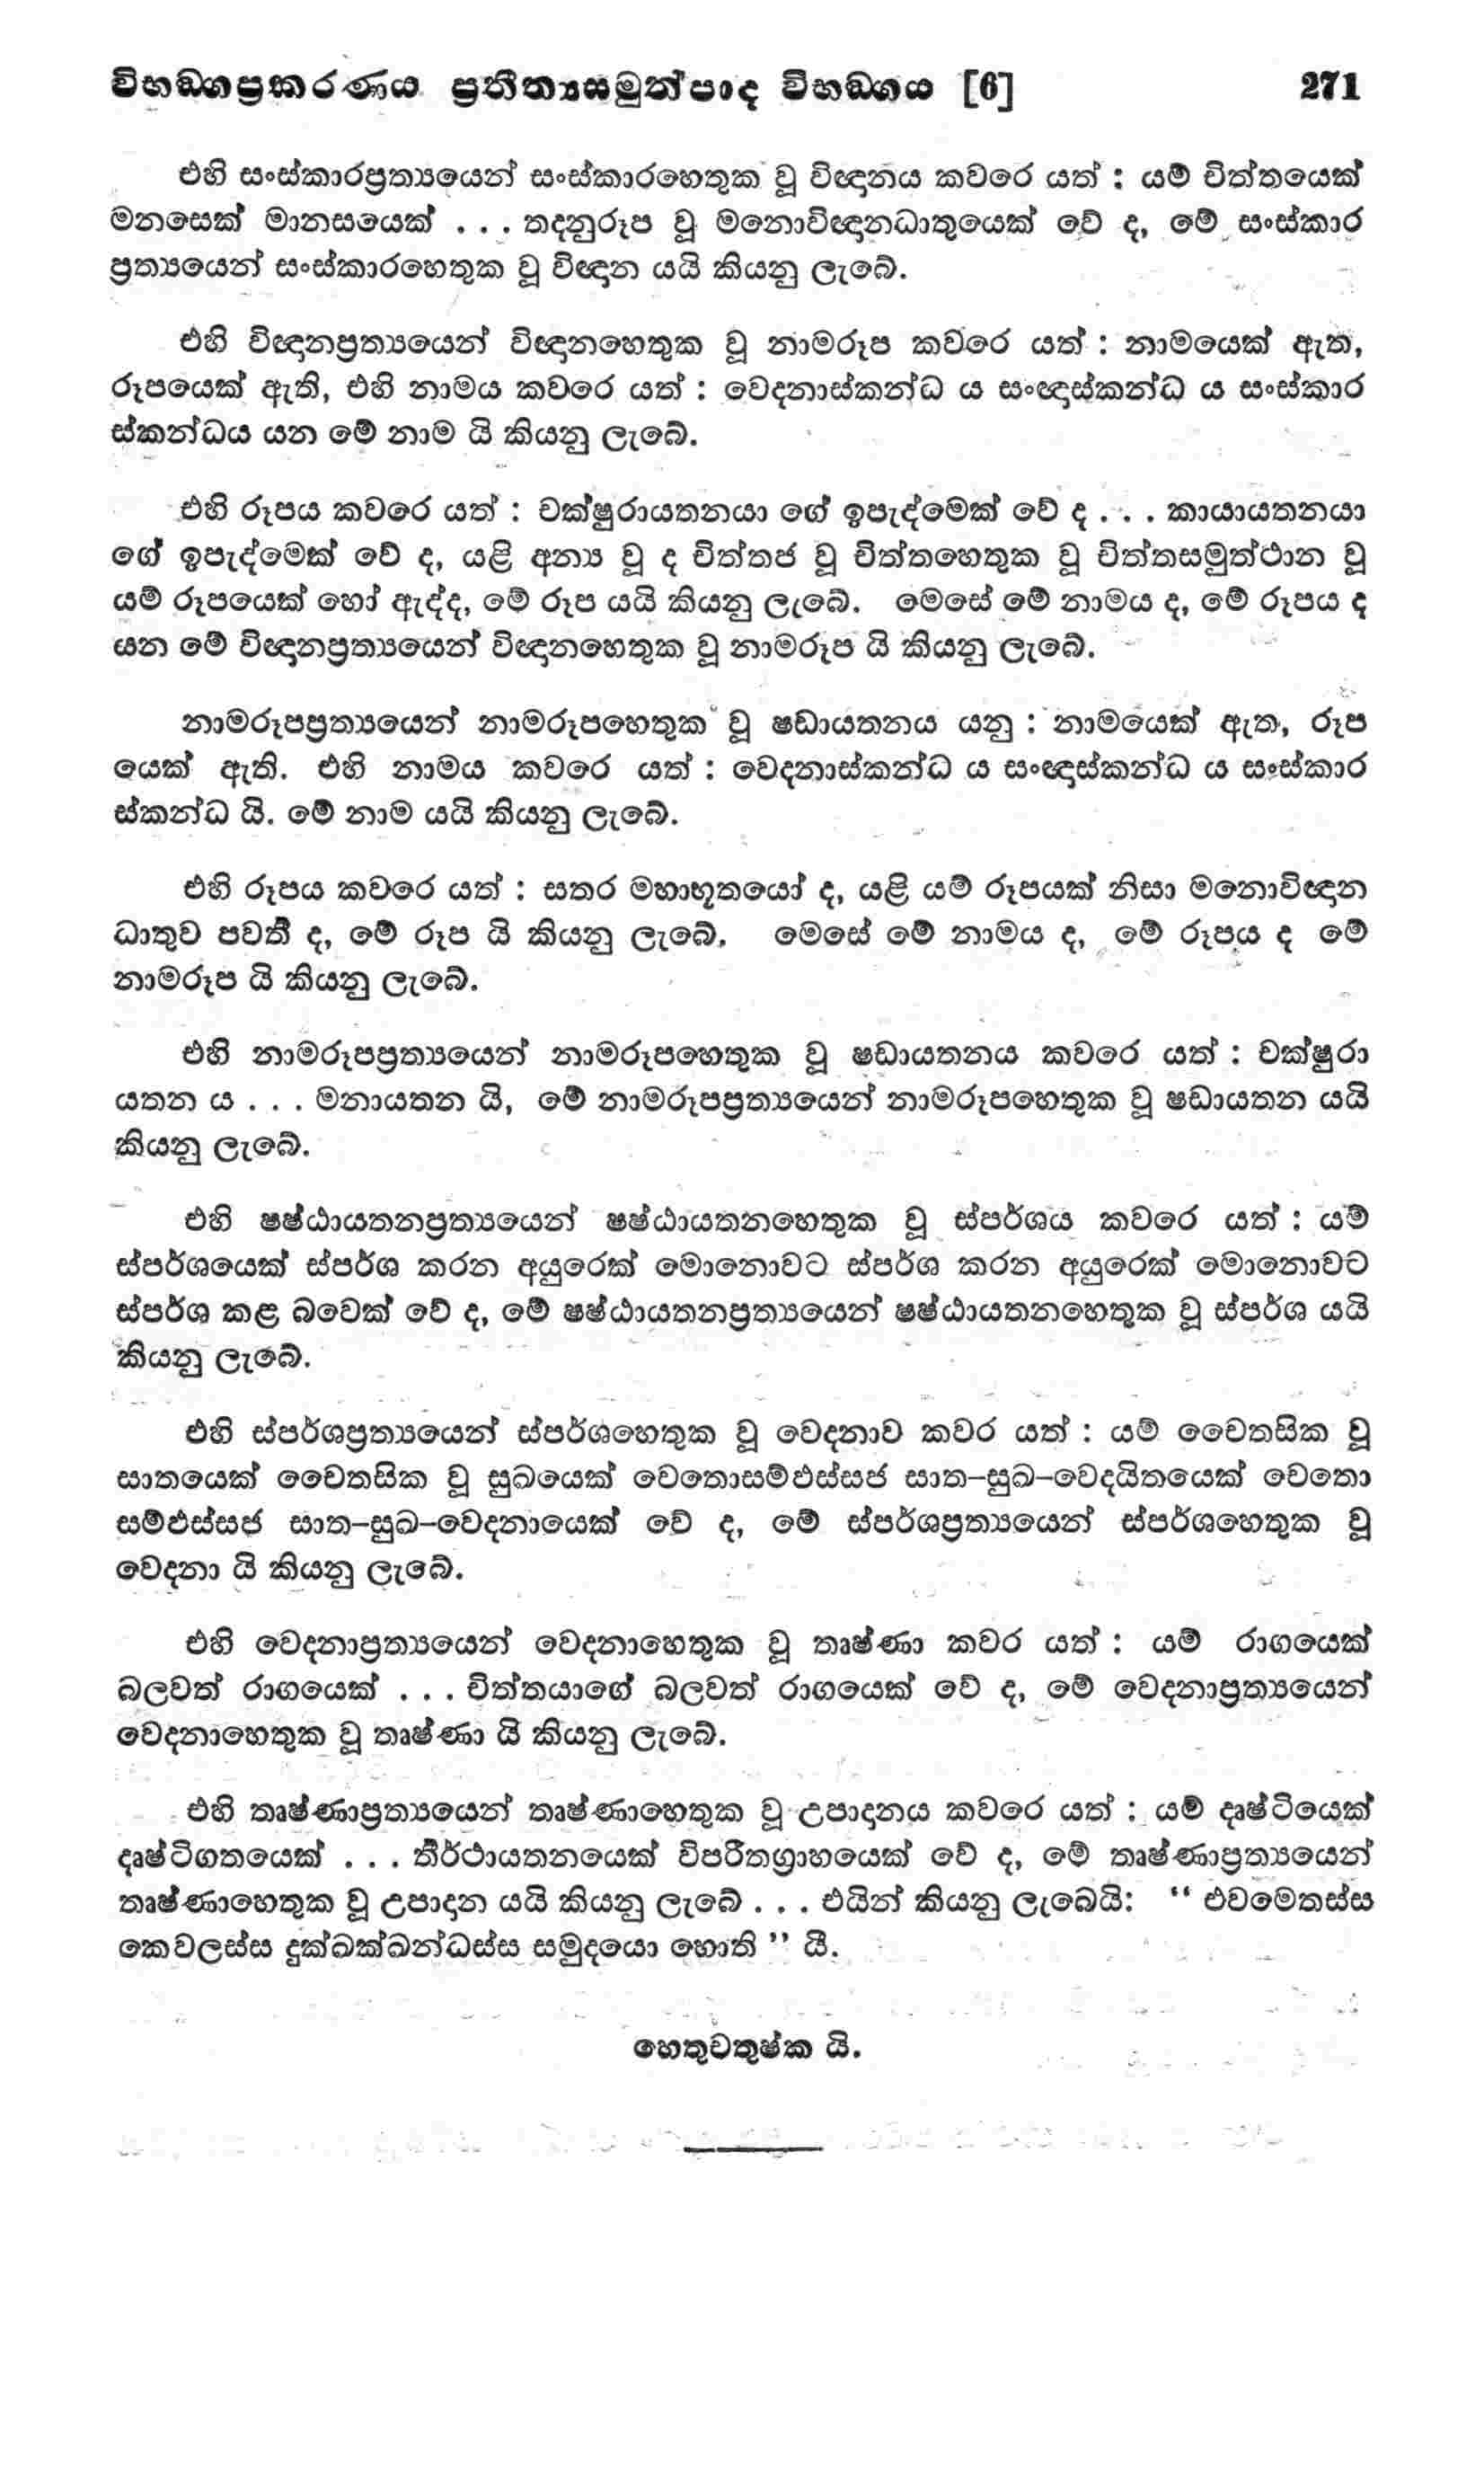 විභඞ්ගප්‍රකරණය ප්‍රතීත්‍යසමුත්පාද විභඞ්ගය [6] 271
එහි සංස්කාරප්‍රත්‍යයෙන් සංස්කාරහෙතුක වූ විඥානය කවරෙ යත් : යම් චිත්තයෙක්
මනසෙක් මානසයෙක් . . . තදනුරූප වූ මනොවිඥානධාතුයෙක් වේ ද, මේ සංස්කාර
ප්‍රත්‍යයෙන් සංස්කාරහෙතුක වූ විඥාන යයි කියනු ලැබේ.
එහි විඥානප්‍රත්‍යයෙන් විඥානහෙතුක වූ නාමරූප කවරෙ යත් : නාමයෙක් ඇත,
රූපයෙක් ඇති, එහි නාමය කවරෙ යත් : වෙදනාස්කන්ධ ය සංඥාස්කන්ධ ය සංස්කාර
ස්කන්ධය යන මේ නාම යි කියනු ලැබේ.
එහි රූපය කවරෙ යත් : චක්ෂුරායතනයා ගේ ඉපැද්මෙක් වේ ද . . . කායායතනයා
ගේ ඉපැද්මෙක් වේ ද, යළි අන්‍ය වූ ද චිත්තජ වූ චිත්තහෙතුක වූ චිත්තසමුත්ථාන වූ
යම් රූපයෙක් හෝ ඇද්ද, මේ රූප යයි කියනු ලැබේ. මෙසේ මේ නාමය ද, මේ රූපය ද
යන මේ විඥානප්‍රත්‍යයෙන් විඥානහෙතුක වූ නාමරූප යි කියනු ලැබේ.
නාමරූපප්‍රත්‍යයෙන් නාමරූපහෙතුක වූ ෂඩායතනය යනු : නාමයෙක් ඇත, රූප
යෙක් ඇති. එහි නාමය කවරෙ යත් : වෙදනාස්කන්ධ ය සංඥාස්කන්ධ ය සංස්කාර
ස්කන්ධ යි. මේ නාම යයි කියනු ලැබේ.
එහි රූපය කවරෙ යත් : සතර මහාභූතයෝ ද, යළි යම් රූපයක් නිසා මනොවිඥාන
ධාතුව පවතී ද, මේ රූප යි කියනු ලැබේ. මෙසේ මේ නාමය ද, මේ රූපය ද මේ
නාමරූප යි කියනු ලැබේ.
එහි නාමරූපප්‍රත්‍යයෙන් නාමරූපහෙතුක වූ ෂඩායතනය කවරෙ යත් : චක්ෂුරා
යතන ය . . . මනායතන යි, මේ නාමරූපප්‍රත්‍යයෙන් නාමරූපහෙතුක වූ ෂඩායතන යයි
කියනු ලැබේ.
එහි ෂෂ්ඨායතනප්‍රත්‍යයෙන් ෂෂ්ඨායතනහෙතුක වූ ස්පර්ශය කවරෙ යත් : යම්
ස්පර්ශයෙක් ස්පර්ශ කරන අයුරෙක් මොනොවට ස්පර්ශ කරන අයුරෙක් මොනොවට
ස්පර්ශ කළ බවෙක් වේ ද, මේ ෂෂ්ඨායතනප්‍රත්‍යයෙන් ෂෂ්ඨායතනහෙතුක වූ ස්පර්ශ යයි
කියනු ලැබේ.
එහි ස්පර්ශප්‍රත්‍යයෙන් ස්පර්ශහෙතුක වූ වෙදනාව කවර යත් : යම් චෛතසික වූ
සාතයෙක් චෛතසික වූ සුඛයෙක් චෙතොසම්ඵස්සජ සාත–සුඛ–වෙදයිතයෙක් චෙතො
සම්ඵස්සජ සාත–සුඛ–වෙදනායෙක් වේ ද, මේ ස්පර්ශප්‍රත්‍යයෙන් ස්පර්ශහෙතුක වූ
වෙදනා යි කියනු ලැබේ.
එහි වෙදනාප්‍රත්‍යයෙන් වෙදනාහෙතුක වූ තෘෂ්ණා කවර යත් : යම් රාගයෙක්
බලවත් රාගයෙක් . . . චිත්තයාගේ බලවත් රාගයෙක් වේ ද, මේ වෙදනාප්‍රත්‍යයෙන්
වෙදනාහෙතුක වූ තෘෂ්ණා යි කියනු ලැබේ.
එහි තෘෂ්ණාප්‍රත්‍යයෙන් තෘෂ්ණාහෙතුක වූ උපාදානය කවරෙ යත් : යම් දෘෂ්ටියෙක්
දෘෂ්ටිගතයෙක් . . . තීර්ථායතනයෙක් විපරීතග්‍රාහයෙක් වේ ද, මේ තෘෂ්ණාප්‍රත්‍යයෙන්
තෘෂ්ණාහෙතුක වූ උපාදාන යයි කියනු ලැබේ . . . එයින් කියනු ලැබෙයි: “ එවමෙතස්ස
කෙවලස්ස දුක්ඛක්ඛන්ධස්ස සමුදයො හොති ” යී.
හෙතුචතුෂ්ක යි.